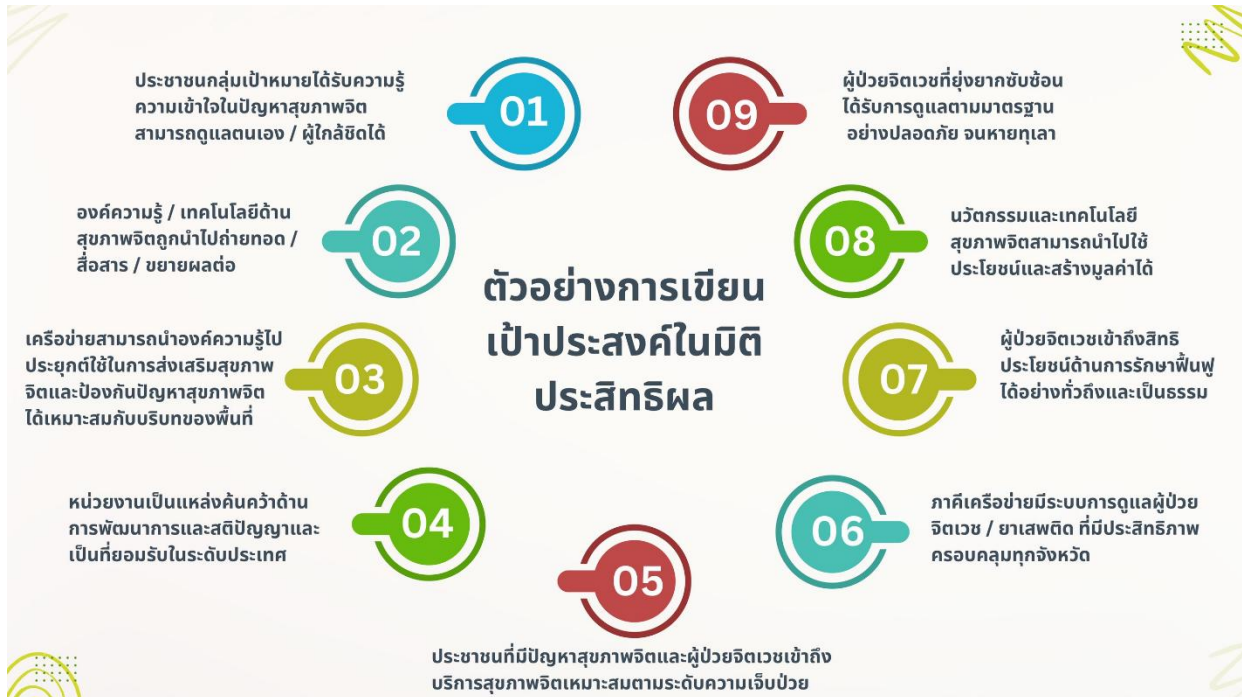 ตัวอย่างการเขียน
เป้าประสงค์ในมิติ
ประสิทธิผล
01
ประชาชนกลุ่มเป้าหมายได้รับความรู้
ความเข้าใจในปัญหาสุขภาพจิต
สามารถดูแลตนเอง / ผู้ใกล้ชิดได้
02
องค์ความรู้ / เทคโนโลยีด้าน
สุขภาพจิตถูกนำไปถ่ายทอด /
สื่อสาร / ขยายผลต่อ
03
เครือข่ายสามารถนำองค์ความรู้ไป
ประยุกต์ใช้ในการส่งเสริมสุขภาพ
จิตและป้องกันปัญหาสุขภาพจิต
ได้เหมาะสมกับบริบทของพื้นที่
04
หน่วยงานเป็นแหล่งค้นคว้าด้าน
การพัฒนาการและสติปัญญาและ
เป็นที่ยอมรับในระดับประเทศ
05
ประชาชนที่มีปัญหาสุขภาพจิตและผู้ป่วยจิตเวชเข้าถึง
บริการสุขภาพจิตเหมาะสมตามระดับความเจ็บป่วย
06
ภาคีเครือข่ายมีระบบการดูแลผู้ป่วย
จิตเวช / ยาเสพติด ที่มีประสิทธิภาพ
ครอบคลุมทุกจังหวัด
07
ผู้ป่วยจิตเวชเข้าถึงสิทธิ
ประโยชน์ด้านการรักษาฟื้นฟู
ได้อย่างทั่วถึงและเป็นธรรม
08
นวัตกรรมและเทคโนโลยี
สุขภาพจิตสามารถนำไปใช้
ประโยชน์และสร้างมูลค่าได้
09
ผู้ป่วยจิตเวชที่ยุ่งยากซับซ้อน
ได้รับการดูแลตามมาตรฐาน
อย่างปลอดภัย จนหายทุเลา